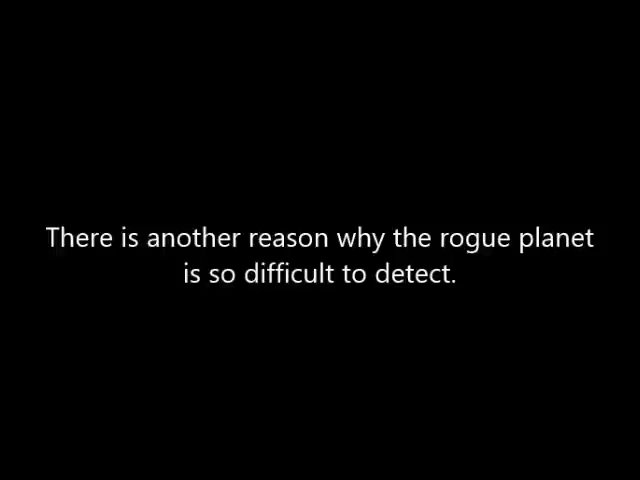 There is another reason why the rogue planet
is so difficult to detect.